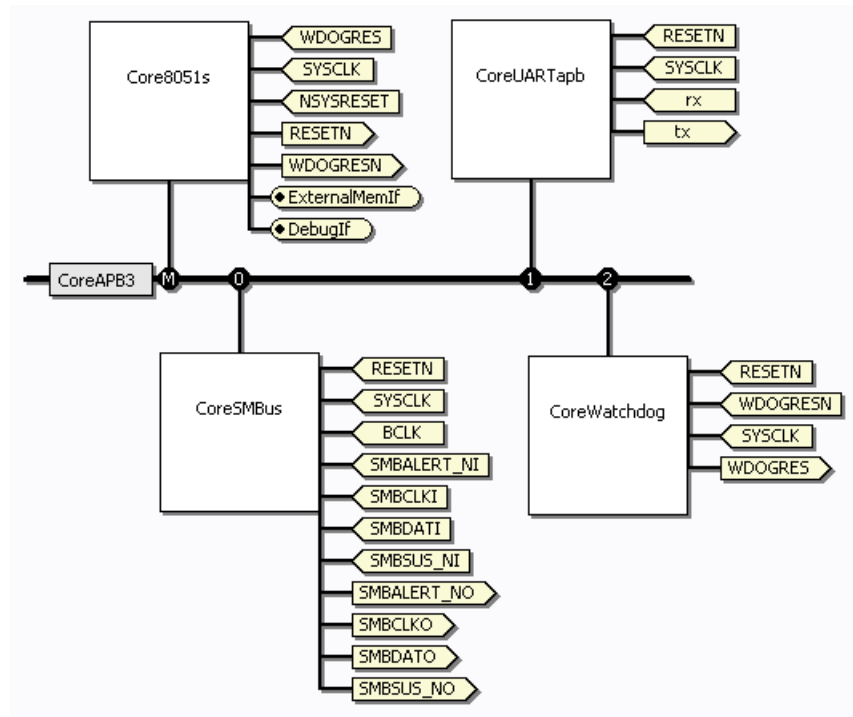 Core8051s
WDOGRES
SYSCLK
NSYSRESET
RESETN
WDOGRESN
ExternalMemIf
DebugIf
CoreUARTapb
RESETN
SYSCLK
rx
tx
CoreAPB3
M
0
1
2
CoreSMBus
RESETN
SYSCLK
BCLK
SMBALERT_NI
SMBCLKI
SMBDATI
SMBSUS_NI
SMBALERT_NO
SMBCLKO
SMBDATO
SMBSUS_NO
CoreWatchdog
RESETN
WDOGRESN
SYSCLK
WDOGRES